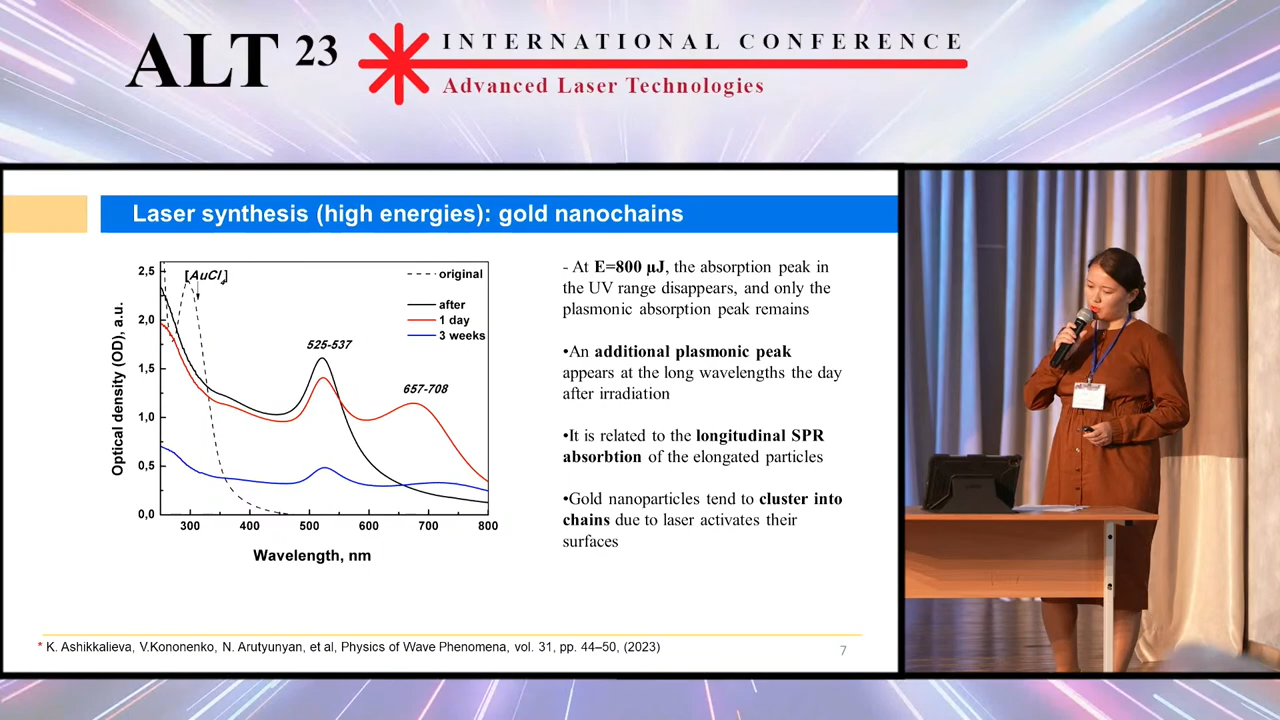 ALT 23
INTERNATIONAL CONFERENCE
Advanced Laser Technologies
Laser synthesis (high energies): gold nanochains
[AuCl4]
original
after
1 day
3 weeks
525-537
657-708
Optical density (OD), a.u.
2,5
2,0
1,5
1,0
0,5
0,0
300 400 500 600 700 800
Wavelength, nm
- At E=800 µJ, the absorption peak in
the UV range disappears, and only the
plasmonic absorption peak remains
•An additional plasmonic peak
appears at the long wavelengths the day
after irradiation
•It is related to the longitudinal SPR
absorbtion of the elongated particles
•Gold nanoparticles tend to cluster into
chains due to laser activates their
surfaces
* K. Ashikkalieva, V.Kononenko, N. Arutyunyan, et al, Physics of Wave Phenomena, vol. 31, pp. 44–50, (2023)
7